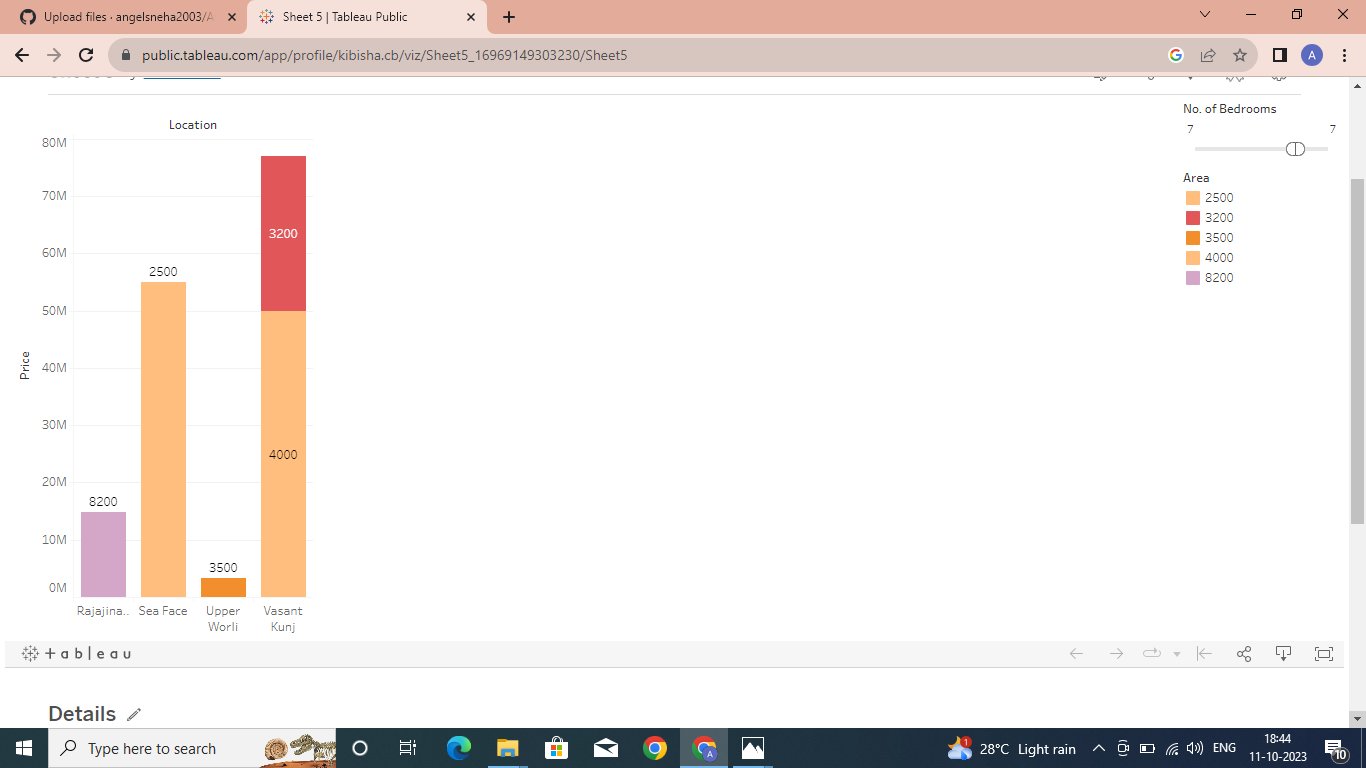 Upload files · angelsneha2003/A
Sheet 5 | Tableau Public
public.tableau.com/app/profile/kibisha.cb/viz/Sheet5_16969149303230/Sheet5
A
Location
No. of Bedrooms
7 7
Area
2500
3200
3500
4000
8200
Price
80M
70M
60M
50M
40M
30M
20M
10M
0M
8200
2500
3500
3200
4000
Rajajina..
Sea Face
Upper
Worli
Vasant
Kunj
+ a b l e a u
Details
Type here to search
A
1
28°C Light rain
ENG
18:44
11-10-2023
10